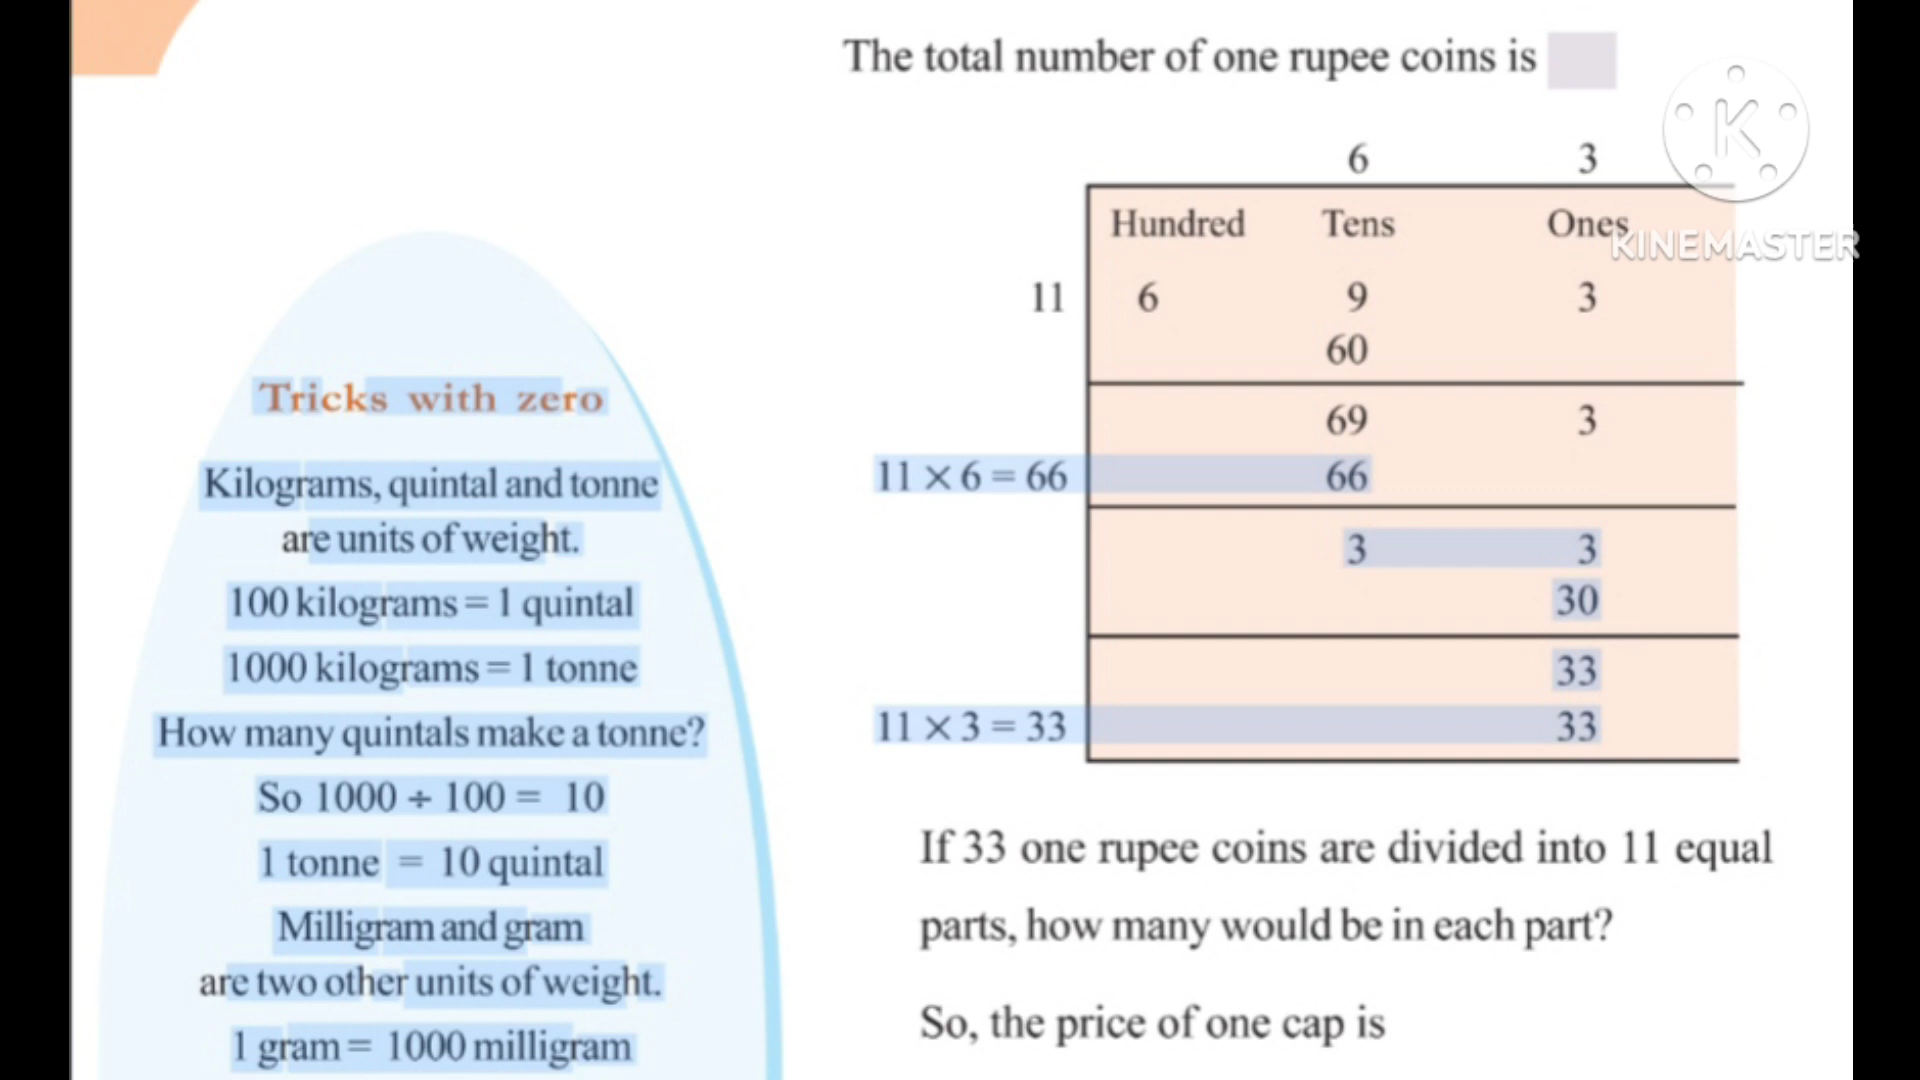 The total number of one rupee coins is
6 3
Hundred Tens Ones
11 6 9 3
60
69 3
11 × 6 = 66 66
3 3
30
33
11 × 3 = 33 33
If 33 one rupee coins are divided into 11 equal
parts, how many would be in each part?
So, the price of one cap is
Tricks with zero
Kilograms, quintal and tonne
are units of weight.
100 kilograms = 1 quintal
1000 kilograms = 1 tonne
How many quintals make a tonne?
So 1000 ÷ 100 = 10
1 tonne = 10 quintal
Milligram and gram
are two other units of weight.
1 gram = 1000 milligram
K
KINEMASTER